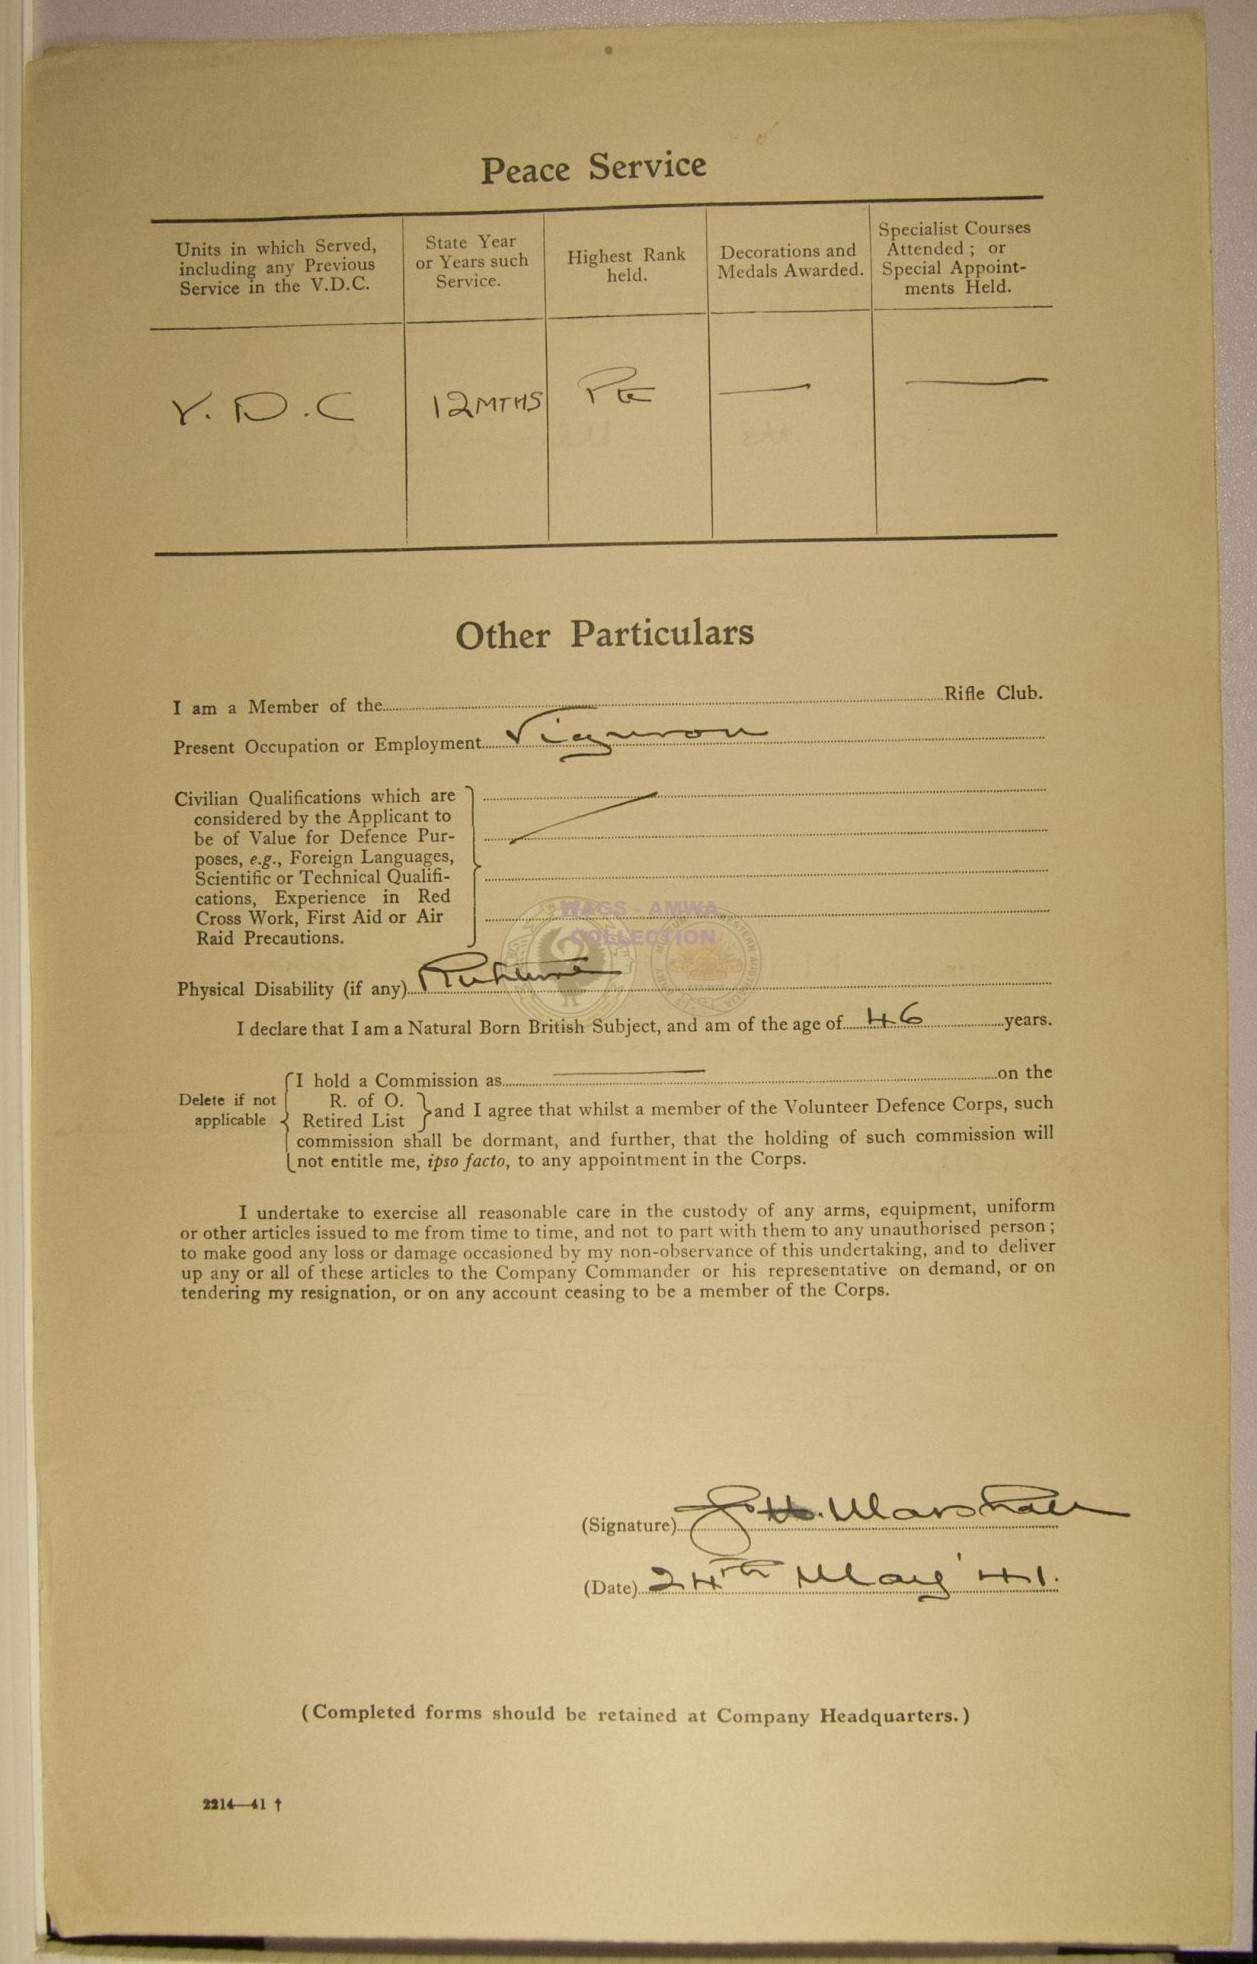 Peace Service
Units in which Served,
including any Previous
Service in the V.D.C.
State Year
or Years such
Service.
Highest Rank
held.
Decorations and
Medals Awarded.
Specialist Courses
Attended ; or
Special Appoint-
ments Held.
V.D.C
12 MTHS
Pte
Other Particulars
I am a Member of the Rifle Club.
Present Occupation or Employment Vigneron
Civilian Qualifications which are
considered by the Applicant to
be of Value for Defence Pur-
poses, e.g., Foreign Languages,
Scientific or Technical Qualifi-
cations, Experience in Red
Cross Work, First Aid or Air
Raid Precautions.
WAGS - AMWA
COLLECTION
Physical Disability (if any)
I declare that I am a Natural Born British Subject, and am of the age of 46 years.
Delete if not
applicable
I hold a Commission as on the
R. of O.
Retired List
and I agree that whilst a member of the Volunteer Defence Corps, such
commission shall be dormant, and further, that the holding of such commission will
not entitle me, ipso facto, to any appointment in the Corps.
I undertake to exercise all reasonable care in the custody of any arms, equipment, uniform
or other articles issued to me from time to time, and not to part with them to any unauthorised person ;
to make good any loss or damage occasioned by my non-observance of this undertaking, and to deliver
up any or all of these articles to the Company Commander or his representative on demand, or on
tendering my resignation, or on any account ceasing to be a member of the Corps.
(Signature) Marshall
(Date) 24th May '41.
(Completed forms should be retained at Company Headquarters.)
2214—41 †